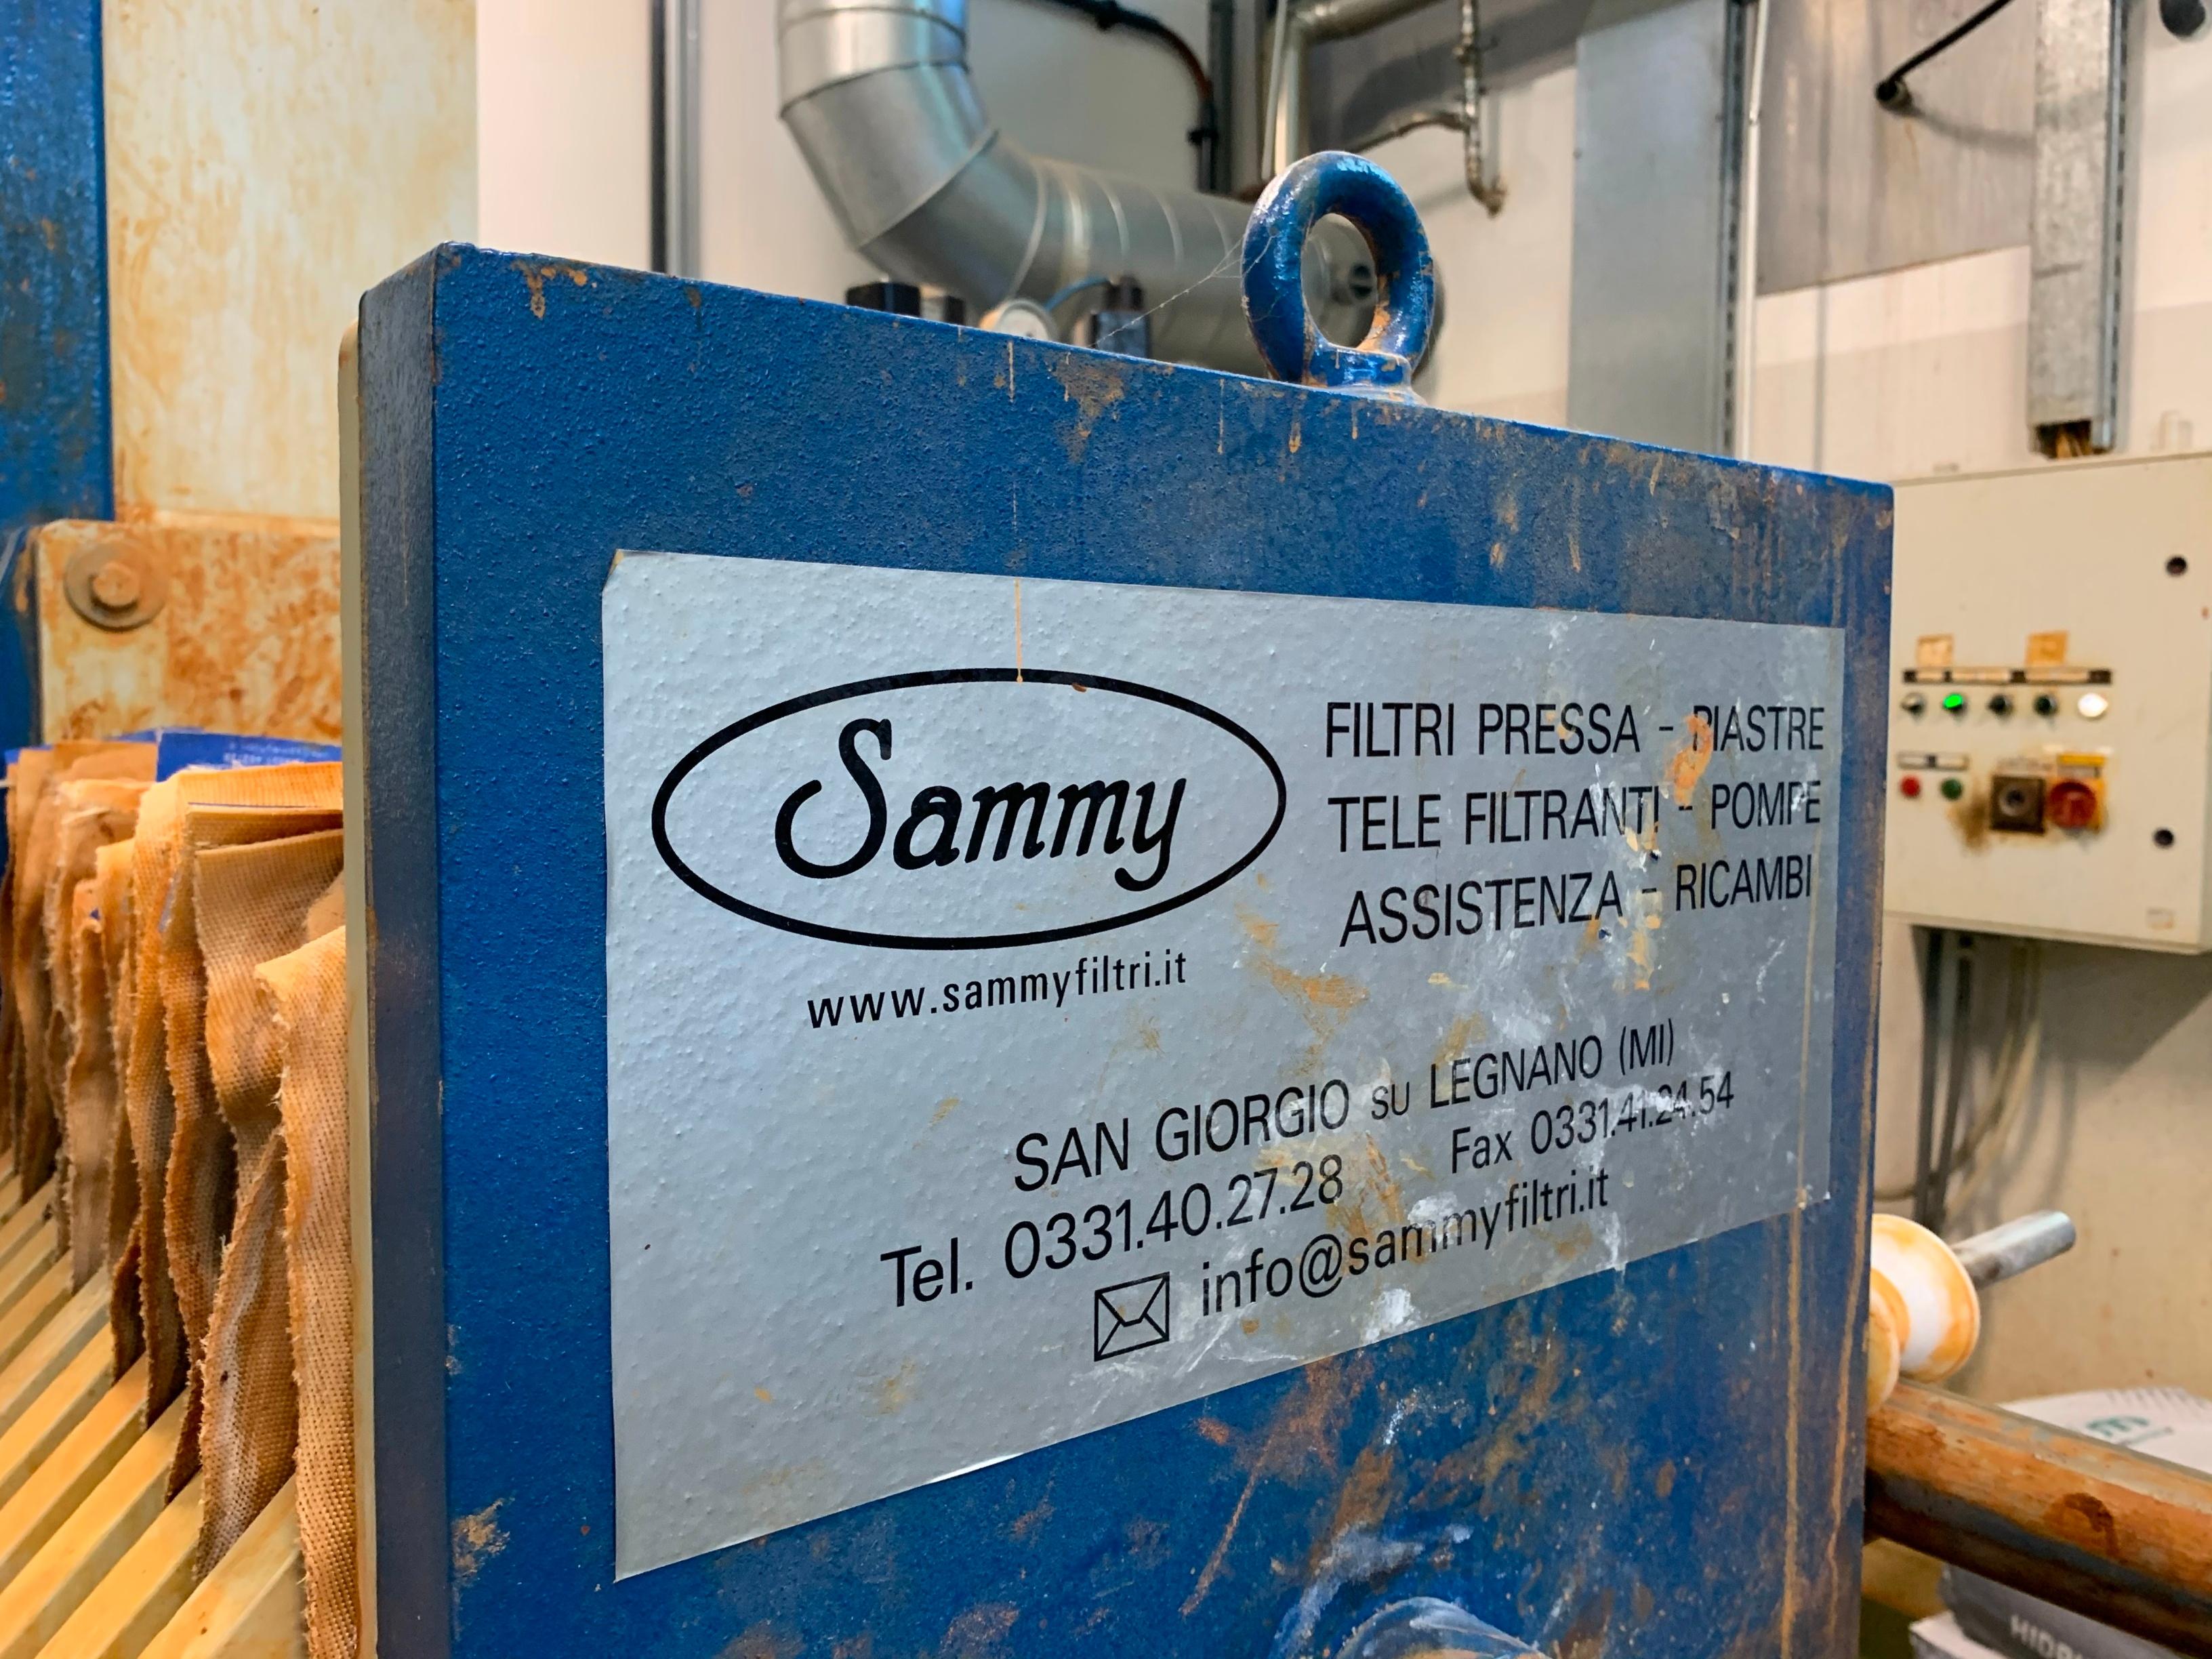 Sammy
www.sammyfiltri.it
FILTRI PRESSA - PIASTRE
TELE FILTRANTI - POMPE
ASSISTENZA - RICAMBI
SAN GIORGIO SU LEGNANO (MI)
Tel. 0331.40.27.28 Fax 0331.41.24.54
info@sammyfiltri.it